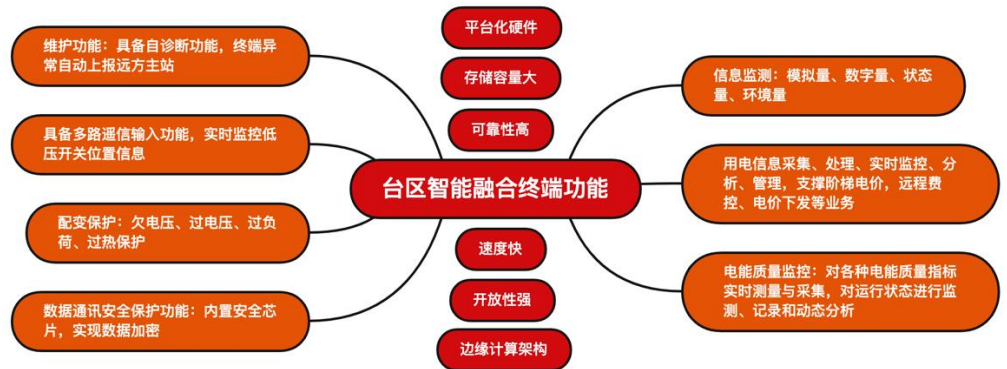 维护功能：具备自诊断功能，终端异
常自动上报远方主站
具备多路遥信输入功能，实时监控低
压开关位置信息
配变保护：欠电压、过电压、过负
荷、过热保护
数据通讯安全保护功能：内置安全芯
片，实现数据加密
平台化硬件
存储容量大
可靠性高
台区智能融合终端功能
速度快
开放性强
边缘计算架构
信息监测：模拟量、数字量、状态
量、环境量
用电信息采集、处理、实时监控、分
析、管理，支撑阶梯电价，远程费
控、电价下发等业务
电能质量监控：对各种电能质量指标
实时测量与采集，对运行状态进行监
测、记录和动态分析